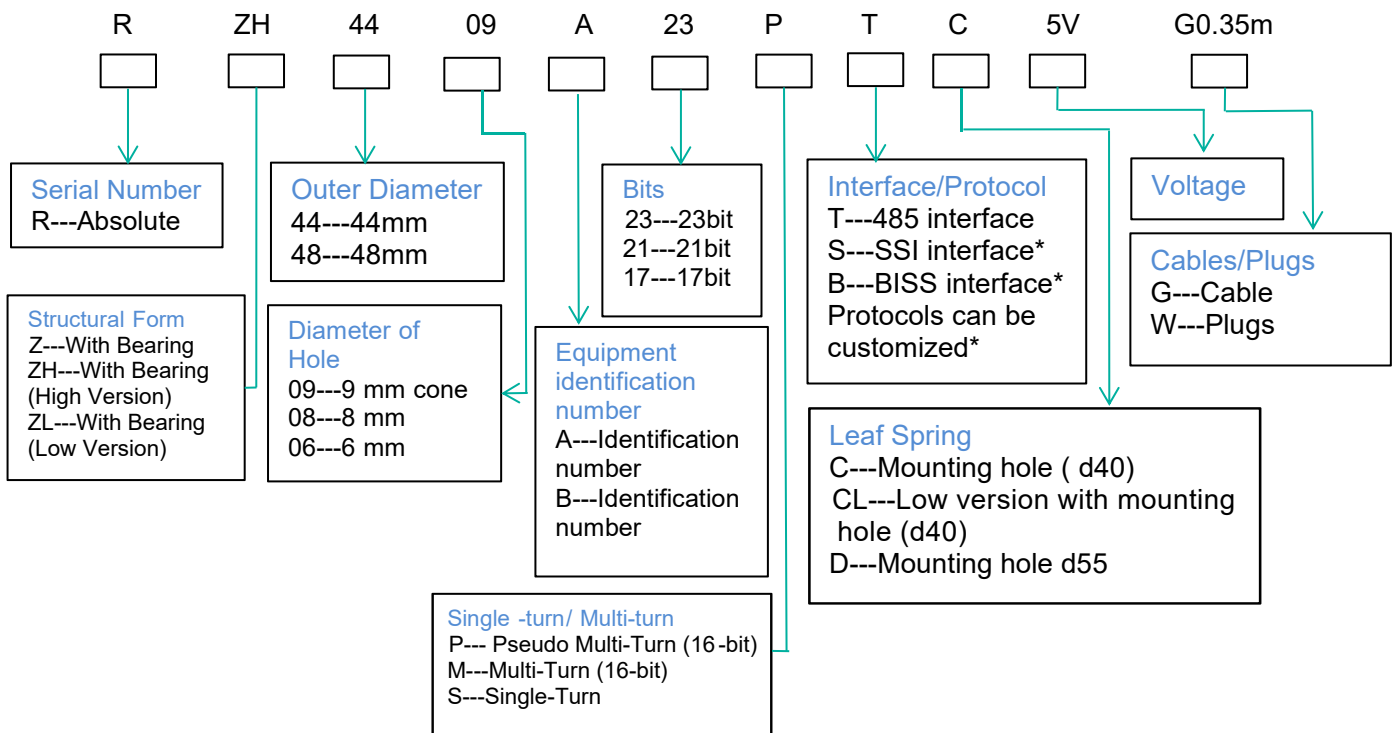 R ZH 44 09 A 23 P T C 5V G0.35m
Serial Number
R---Absolute
Outer Diameter
44---44mm
48---48mm
Bits
23---23bit
21---21bit
17---17bit
Interface/Protocol
T---485 interface
S---SSI interface*
B---BISS interface*
Protocols can be
customized*
Voltage
Cables/Plugs
G---Cable
W---Plugs
Structural Form
Z---With Bearing
ZH---With Bearing
(High Version)
ZL---With Bearing
(Low Version)
Diameter of
Hole
09---9 mm cone
08---8 mm
06---6 mm
Equipment
identification
number
A---Identification
number
B---Identification
number
Leaf Spring
C---Mounting hole ( d40)
CL---Low version with mounting
hole (d40)
D---Mounting hole d55
Single -turn/ Multi-turn
P--- Pseudo Multi-Turn (16-bit)
M---Multi-Turn (16-bit)
S---Single-Turn